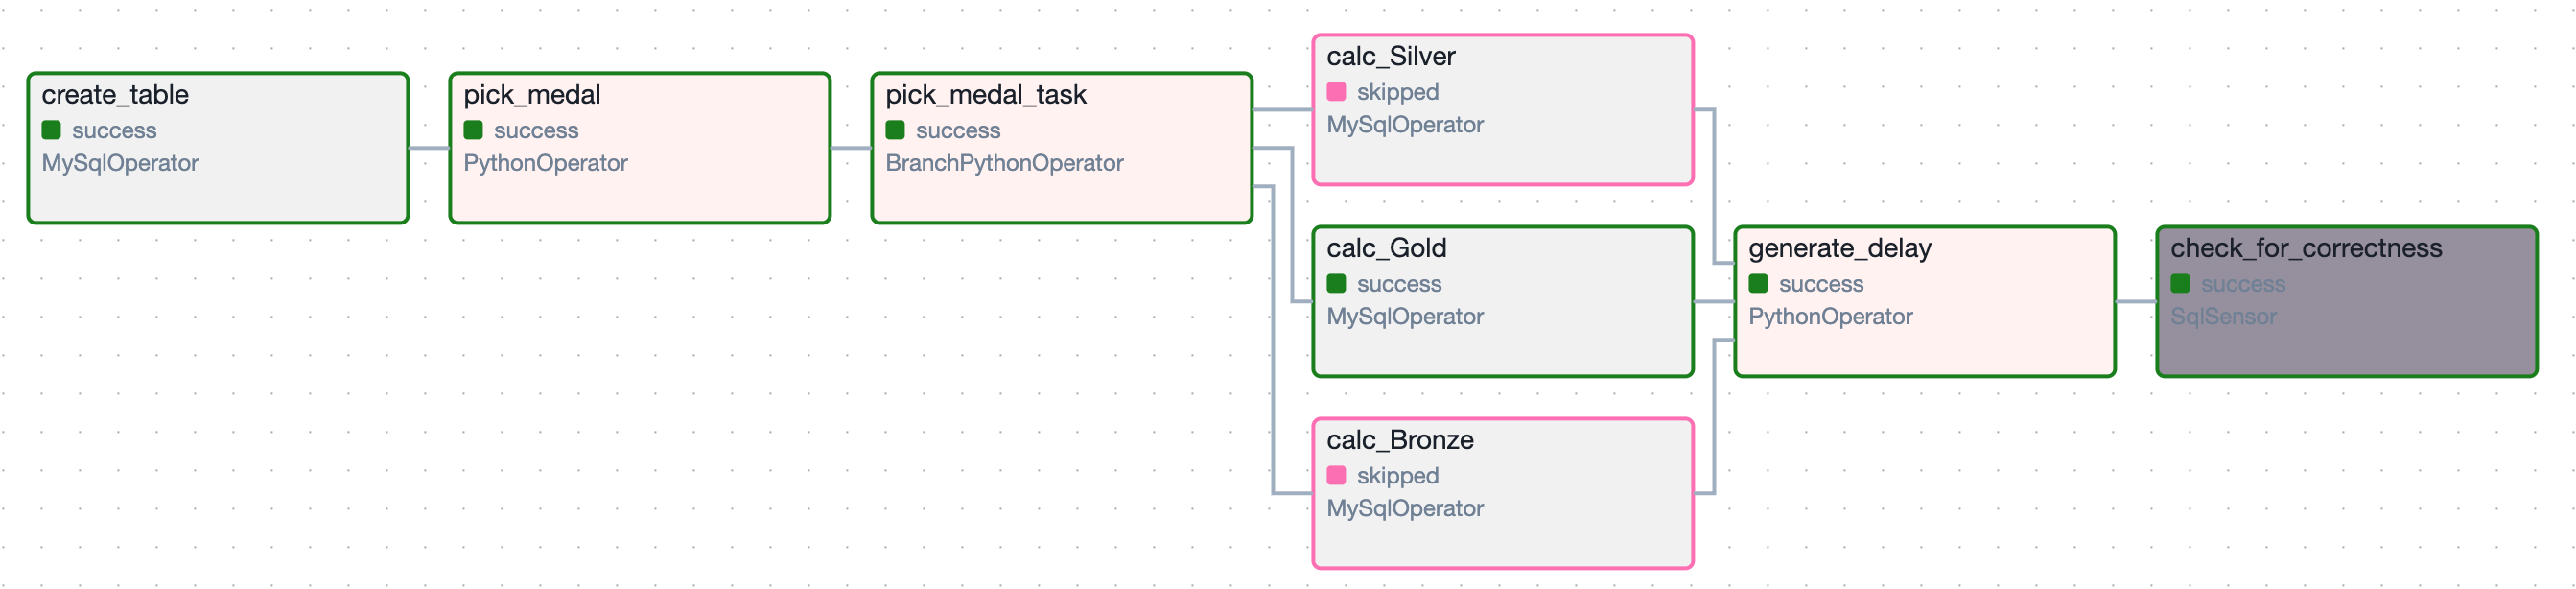 create_table
success
MySqlOperator
pick_medal
success
PythonOperator
pick_medal_task
success
BranchPythonOperator
calc_Silver
skipped
MySqlOperator
calc_Gold
success
MySqlOperator
calc_Bronze
skipped
MySqlOperator
generate_delay
success
PythonOperator
check_for_correctness
success
SqlSensor